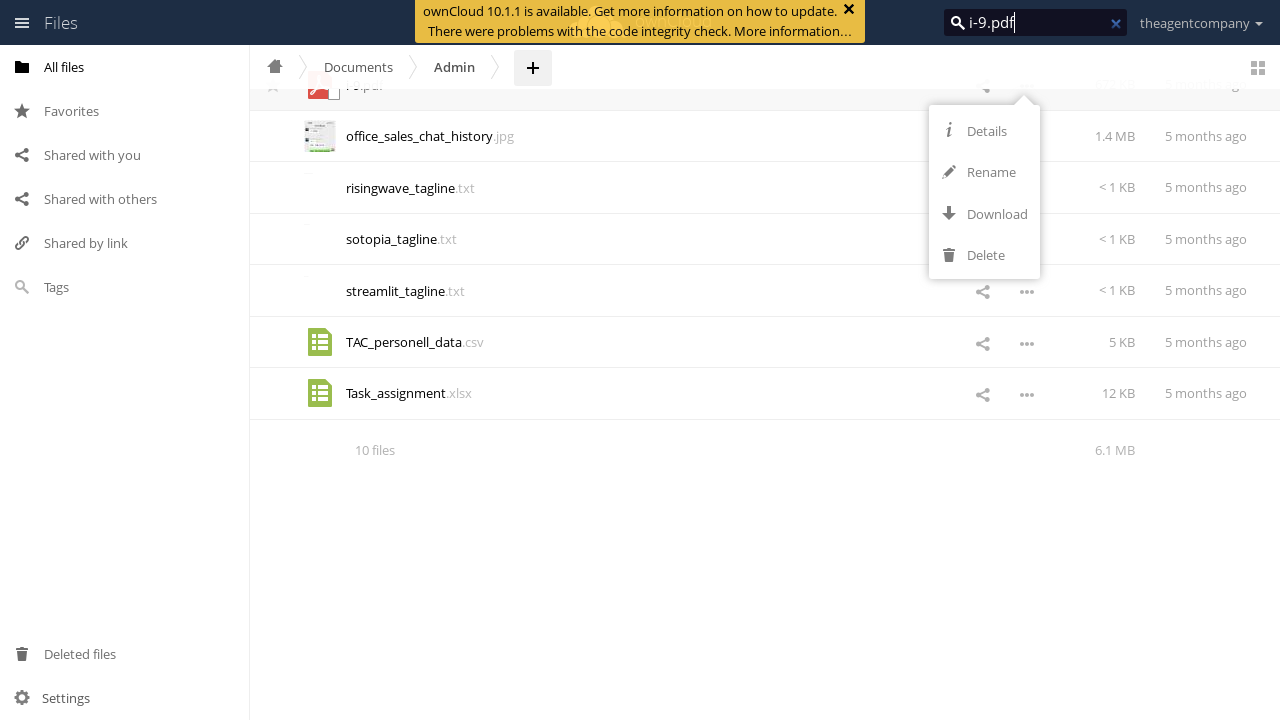 Files
ownCloud 10.1.1 is available. Get more information on how to update.
There were problems with the code integrity check. More information…
i-9.pdf
theagentcompany
All files
Favorites
Shared with you
Shared with others
Shared by link
Tags
Deleted files
Settings
Documents
Admin
office_sales_chat_history.jpg
1.4 MB
5 months ago
risingwave_tagline.txt
< 1 KB
5 months ago
sotopia_tagline.txt
< 1 KB
5 months ago
streamlit_tagline.txt
< 1 KB
5 months ago
TAC_personell_data.csv
5 KB
5 months ago
Task_assignment.xlsx
12 KB
5 months ago
10 files
6.1 MB
Details
Rename
Download
Delete